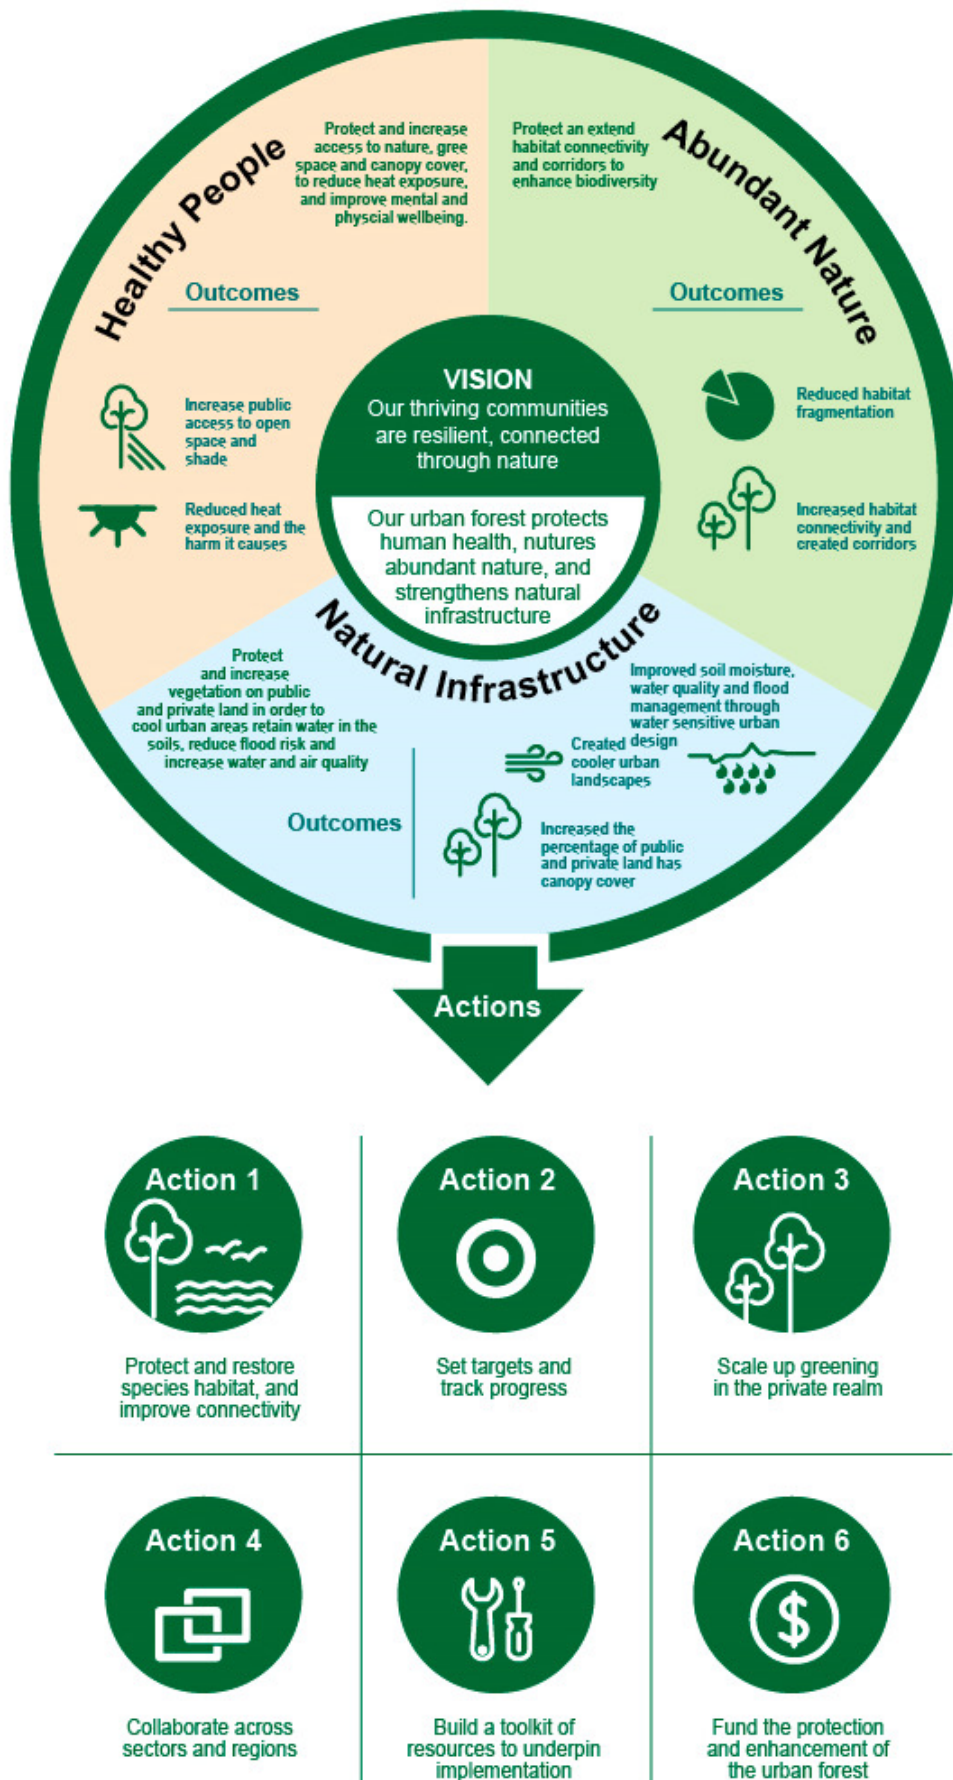 Healthy People
Protect and increase
access to nature, gree
space and canopy cover,
to reduce heat exposure,
and improve mental and
physcial wellbeing.
Outcomes
Increase public
access to open
space and
shade
Reduced heat
exposure and the
harm it causes
Abundant Nature
Protect an extend
habitat connectivity
and corridors to
enhance biodiversity
Outcomes
Reduced habitat
fragmentation
Increased habitat
connectivity and
created corridors
VISION
Our thriving communities
are resilient, connected
through nature
Our urban forest protects
human health, nutures
abundant nature, and
strengthens natural
infrastructure
Natural Infrastructure
Protect
and increase
vegetation on public
and private land in order to
cool urban areas retain water in the
soils, reduce flood risk and
increase water and air quality
Outcomes
Improved soil moisture,
water quality and flood
management through
water sensitive urban
design
Created
cooler urban
landscapes
Increased the
percentage of public
and private land has
canopy cover
Actions
Action 1
Protect and restore
species habitat, and
improve connectivity
Action 2
Set targets and
track progress
Action 3
Scale up greening
in the private realm
Action 4
Collaborate across
sectors and regions
Action 5
Build a toolkit of
resources to underpin
implementation
Action 6
$
Fund the protection
and enhancement of
the urban forest